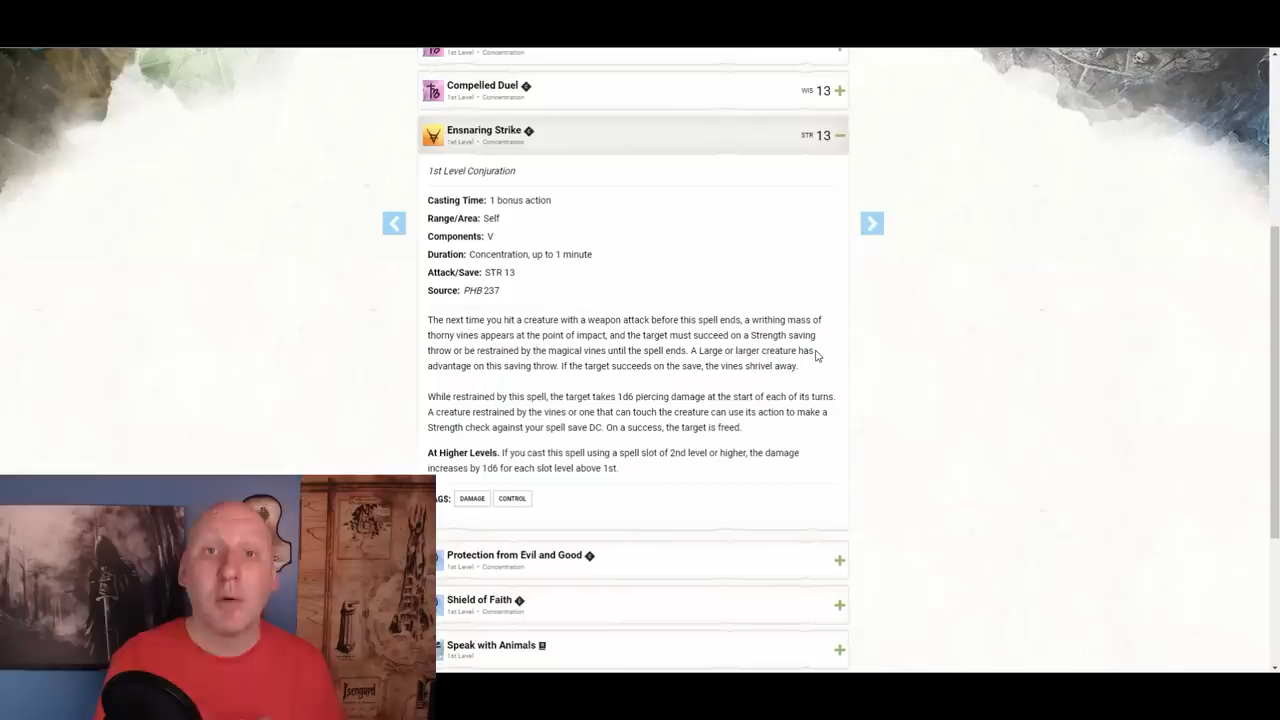 1st Level • Concentration
Compelled Duel
1st Level • Concentration
WIS 13
Ensnaring Strike
1st Level • Concentration
STR 13
1st Level Conjuration
Casting Time: 1 bonus action
Range/Area: Self
Components: V
Duration: Concentration, up to 1 minute
Attack/Save: STR 13
Source: PHB 237
The next time you hit a creature with a weapon attack before this spell ends, a writhing mass of
thorny vines appears at the point of impact, and the target must succeed on a Strength saving
throw or be restrained by the magical vines until the spell ends. A Large or larger creature has
advantage on this saving throw. If the target succeeds on the save, the vines shrivel away.
While restrained by this spell, the target takes 1d6 piercing damage at the start of each of its turns.
A creature restrained by the vines or one that can touch the creature can use its action to make a
Strength check against your spell save DC. On a success, the target is freed.
At Higher Levels. If you cast this spell using a spell slot of 2nd level or higher, the damage
increases by 1d6 for each slot level above 1st.
AGS: DAMAGE CONTROL
Protection from Evil and Good
1st Level • Concentration
Shield of Faith
1st Level • Concentration
Speak with Animals
1st Level
Isengard